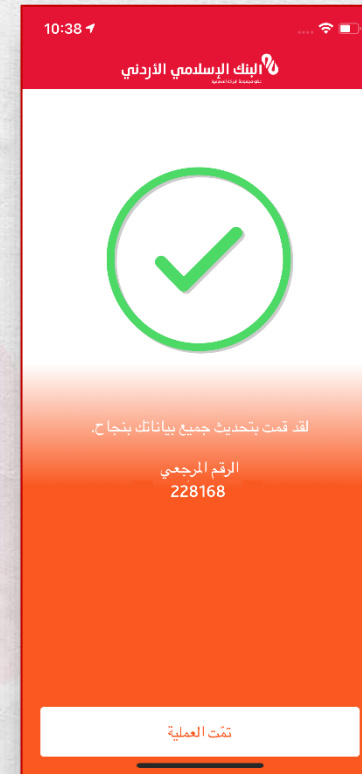 10:38
البنك الإسلامي الأردني
لقد قمت بتحديث جميع بياناتك بنجاح.
الرقم المرجعي
228168
تمّت العملية